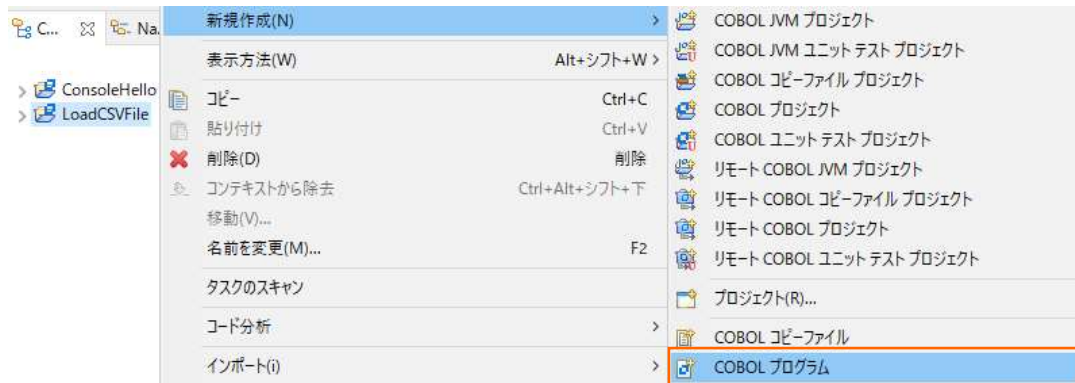 C... Na.
ConsoleHello
LoadCSVFile
新規作成(N) >
表示方法(W) Alt+シフト+W >
コピー Ctrl+C
貼り付け Ctrl+V
削除(D) 削除
コンテキストから除去 Ctrl+Alt+シフト+下
移動(V)...
名前を変更(M)... F2
タスクのスキャン
コード分析 >
インポート(i) >
COBOL JVM プロジェクト
COBOL JVM ユニット テスト プロジェクト
COBOL コピーファイル プロジェクト
COBOL プロジェクト
COBOL ユニット テスト プロジェクト
リモート COBOL JVM プロジェクト
リモート COBOL コピーファイル プロジェクト
リモート COBOL プロジェクト
リモート COBOL ユニット テスト プロジェクト
プロジェクト(R)...
COBOL コピーファイル
COBOL プログラム